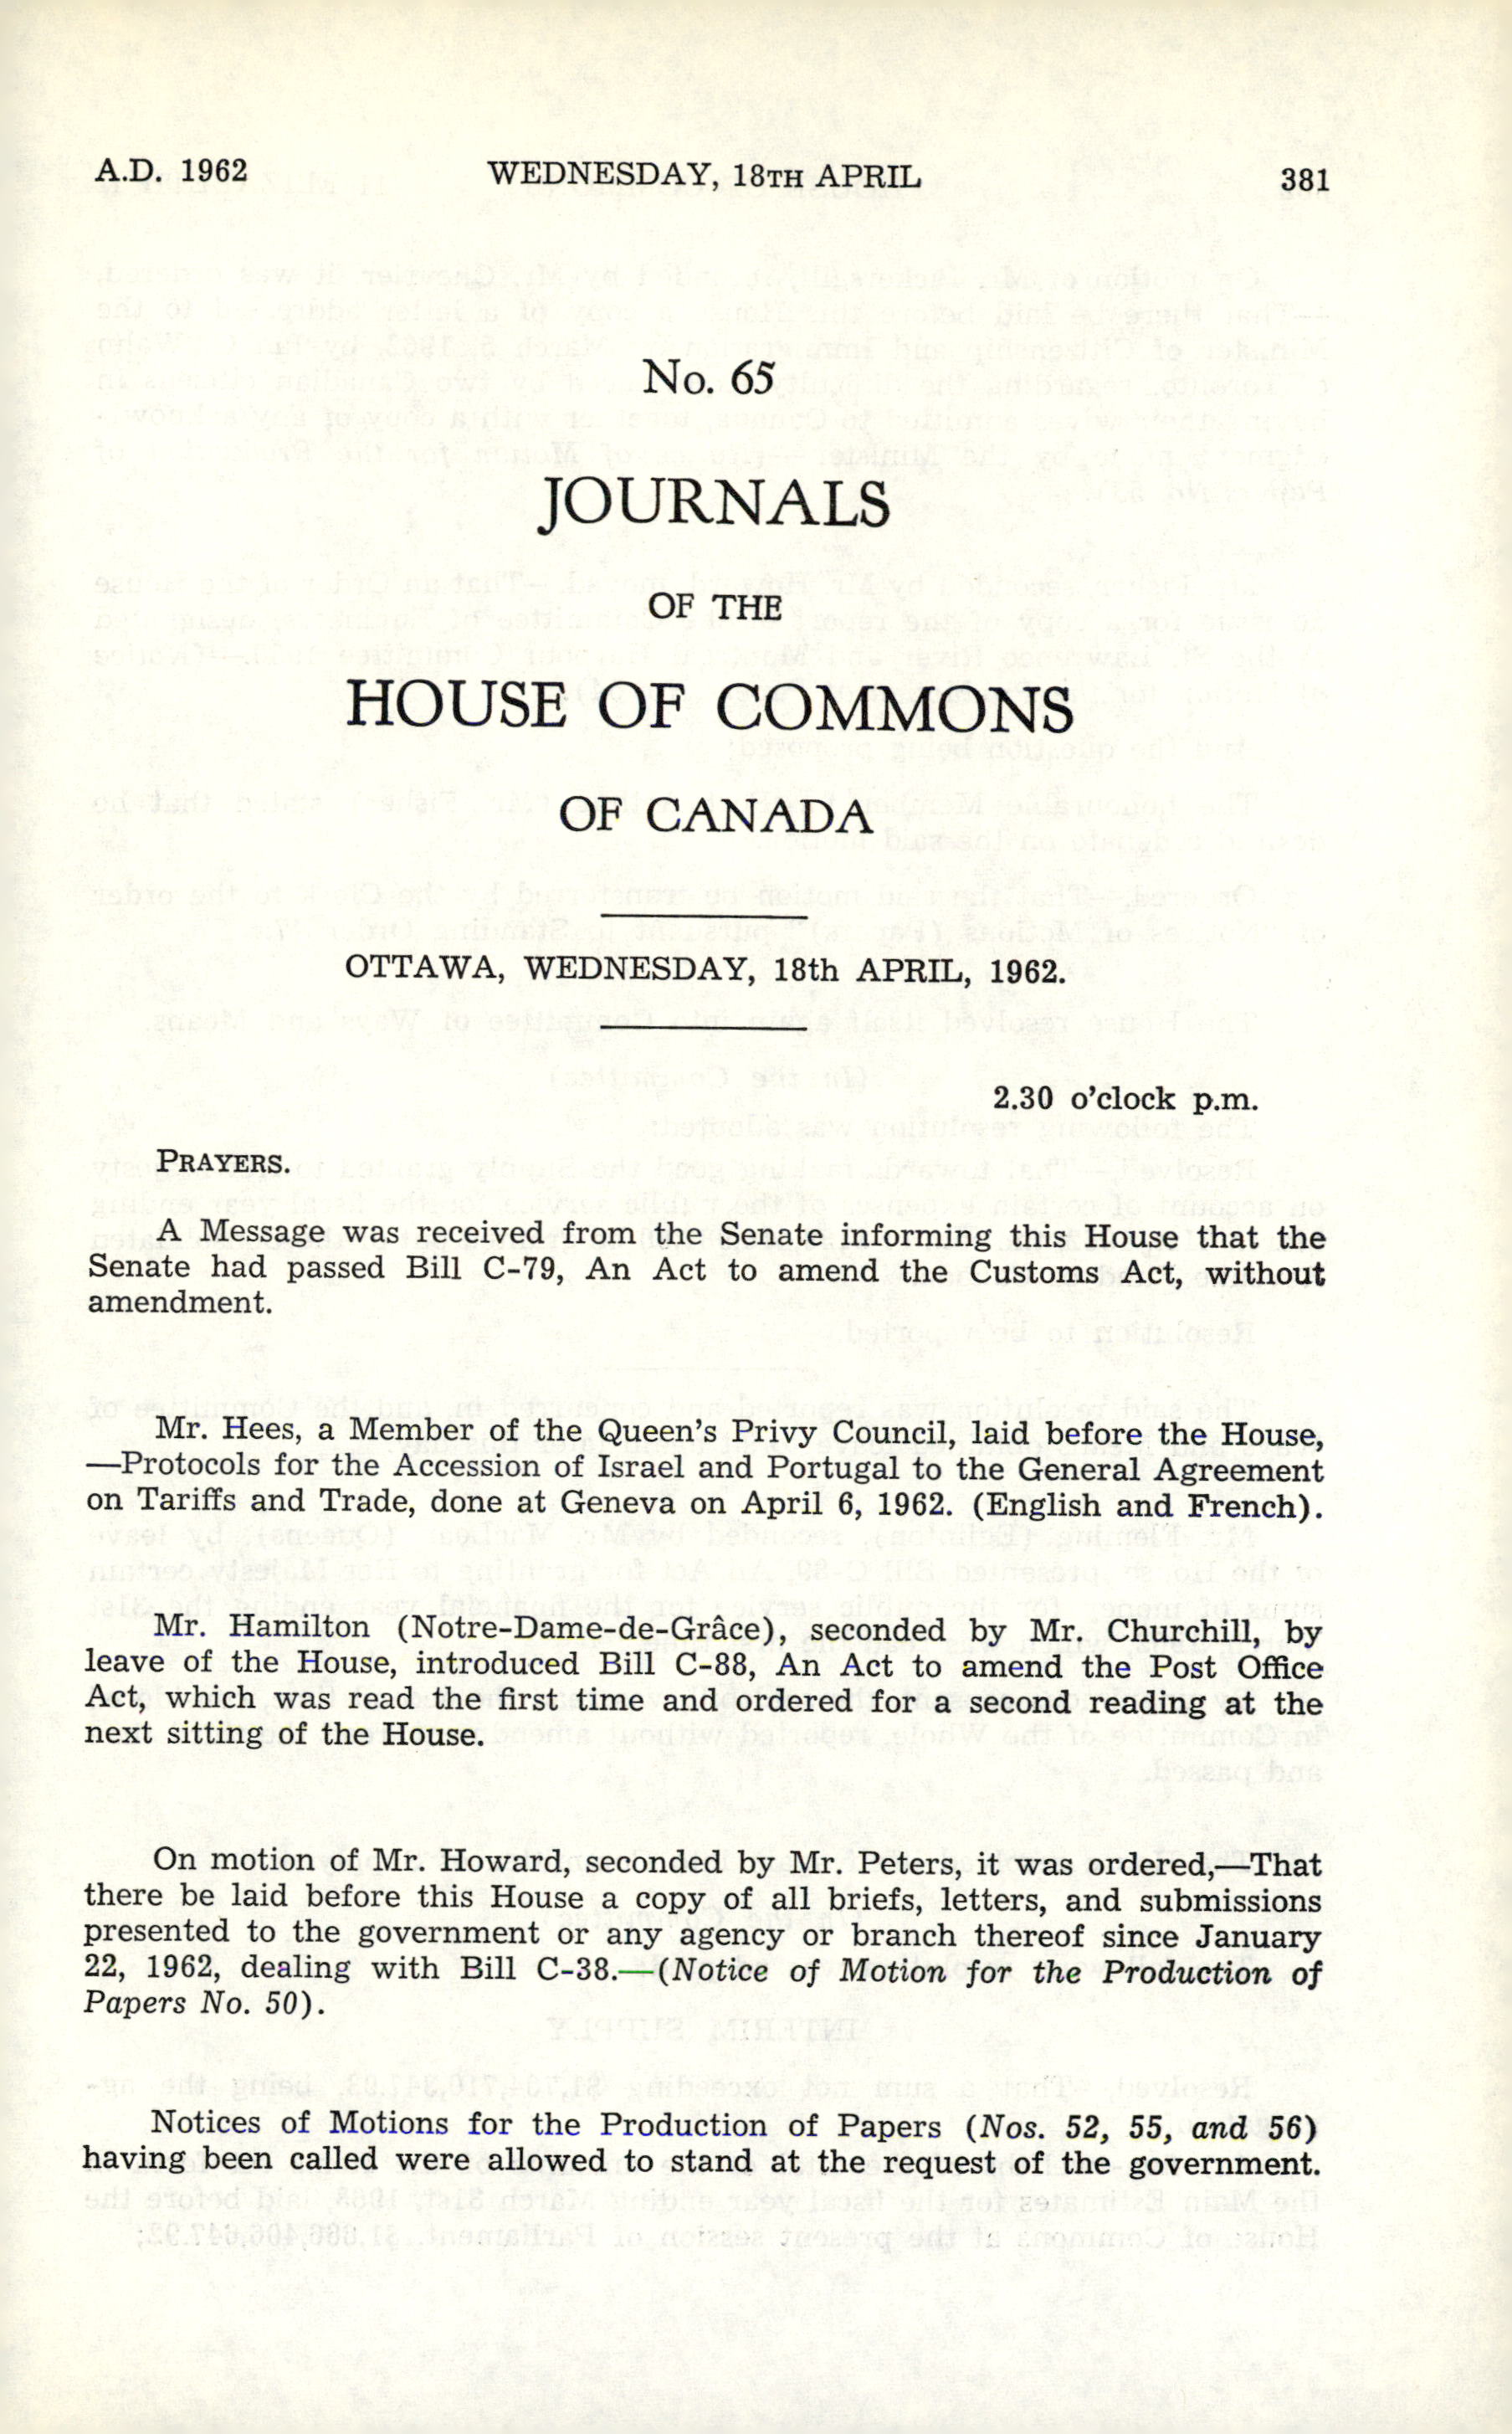 A.D. 1962 WEDNESDAY, 18TH APRIL 381
No. 65
JOURNALS
OF THE
HOUSE OF COMMONS
OF CANADA
OTTAWA, WEDNESDAY, 18th APRIL, 1962.
2.30 o'clock p.m.
PRAYERS.
A Message was received from the Senate informing this House that the
Senate had passed Bill C-79, An Act to amend the Customs Act, without
amendment.
Mr. Hees, a Member of the Queen's Privy Council, laid before the House,
—Protocols for the Accession of Israel and Portugal to the General Agreement
on Tariffs and Trade, done at Geneva on April 6, 1962. (English and French).
Mr. Hamilton (Notre-Dame-de-Grâce), seconded by Mr. Churchill, by
leave of the House, introduced Bill C-88, An Act to amend the Post Office
Act, which was read the first time and ordered for a second reading at the
next sitting of the House.
On motion of Mr. Howard, seconded by Mr. Peters, it was ordered,—That
there be laid before this House a copy of all briefs, letters, and submissions
presented to the government or any agency or branch thereof since January
22, 1962, dealing with Bill C-38.—(Notice of Motion for the Production of
Papers No. 50).
Notices of Motions for the Production of Papers (Nos. 52, 55, and 56)
having been called were allowed to stand at the request of the government.